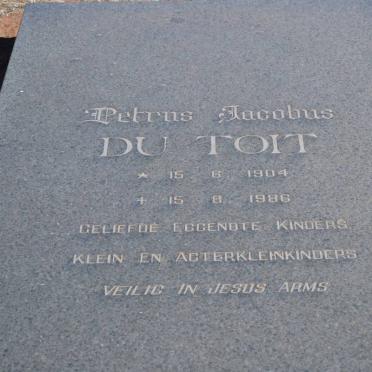 Petrus Jacobus
DU TOIT
* 15 6 1904
+ 15 8 1986
GELIEFDE EGGENOTE KINDERS
KLEIN EN AGTERKLEINKINDERS
VEILIG IN JESUS ARMS